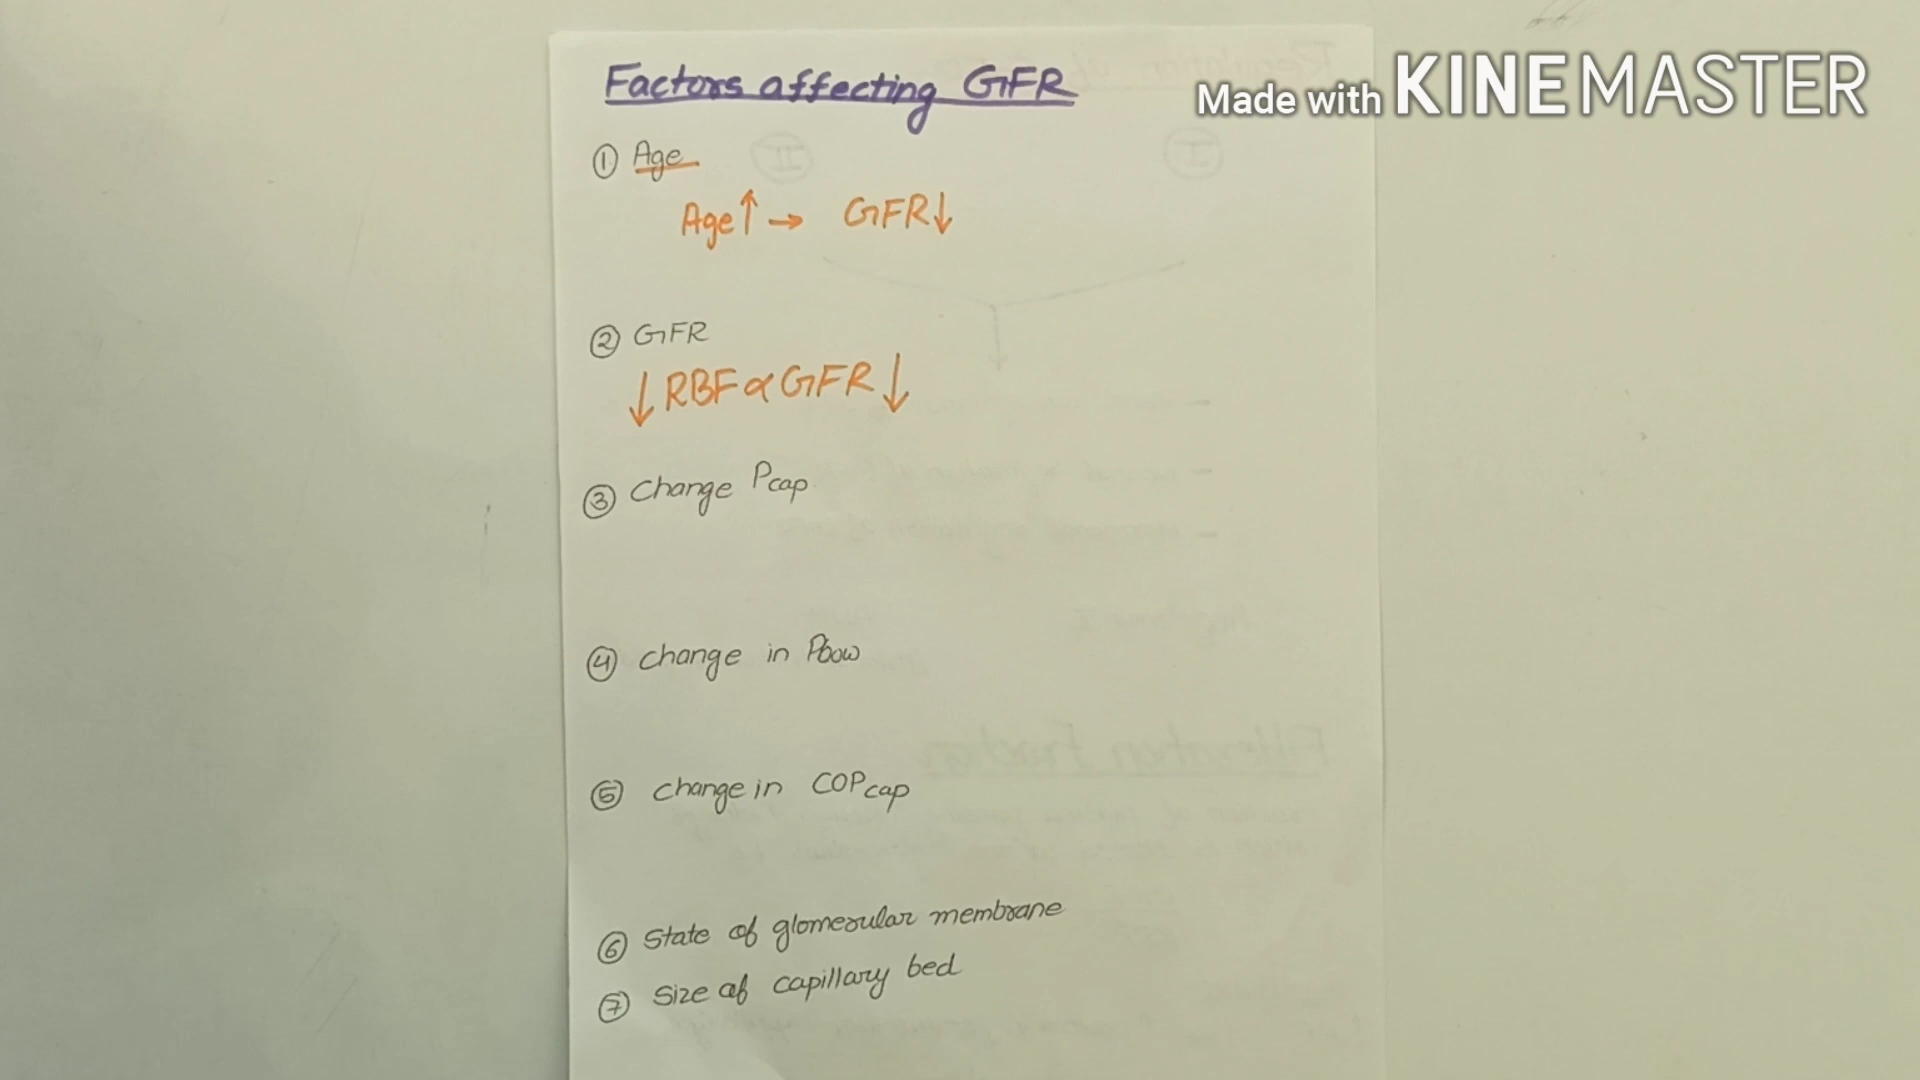 Factors affecting GFR
Made with KINEMASTER
① Age
Age↑ → GFR↓
② GFR
↓ RBF ∝ GFR ↓
③ Change Pcap
④ change in Pbow
⑤ change in COPcap
⑥ State of glomerular membrane
⑦ Size of capillary bed